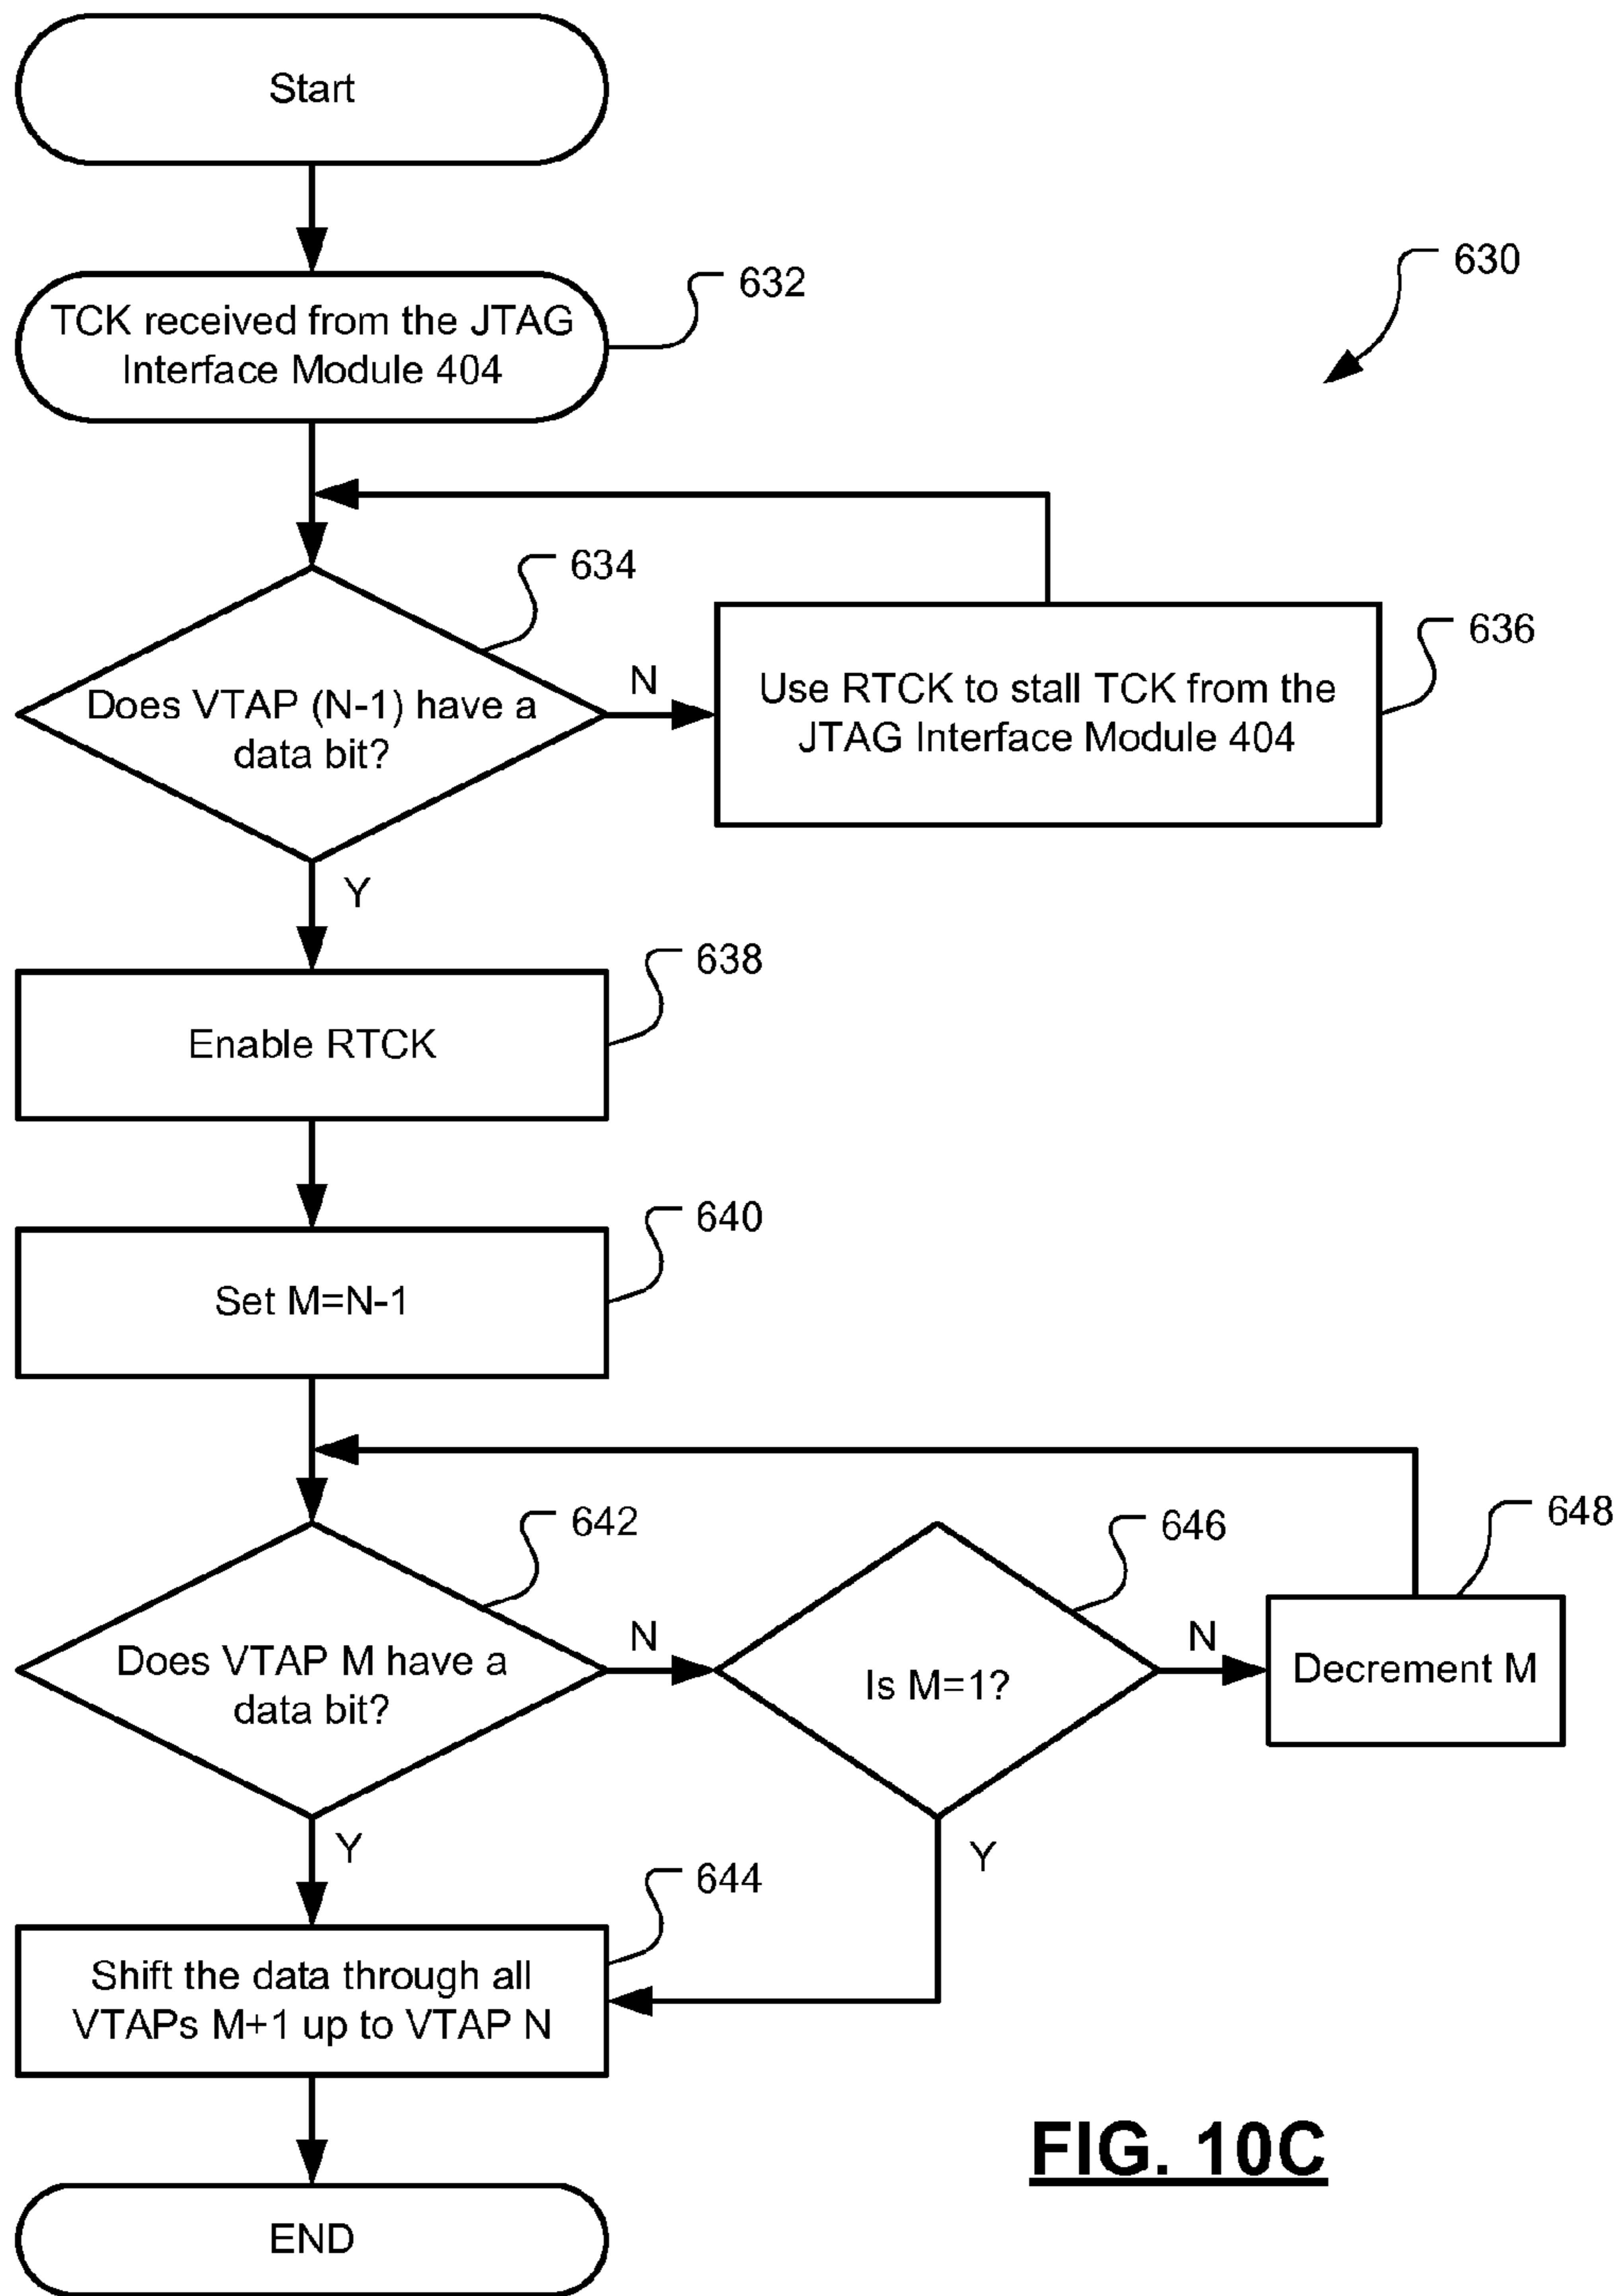 Start
TCK received from the JTAG
Interface Module 404
632
630
634
Does VTAP (N-1) have a
data bit?
N
Use RTCK to stall TCK from the
JTAG Interface Module 404
636
Y
638
Enable RTCK
640
Set M=N-1
642
Does VTAP M have a
data bit?
N
646
Is M=1?
N
648
Decrement M
Y
Y
644
Shift the data through all
VTAPs M+1 up to VTAP N
END
FIG. 10C